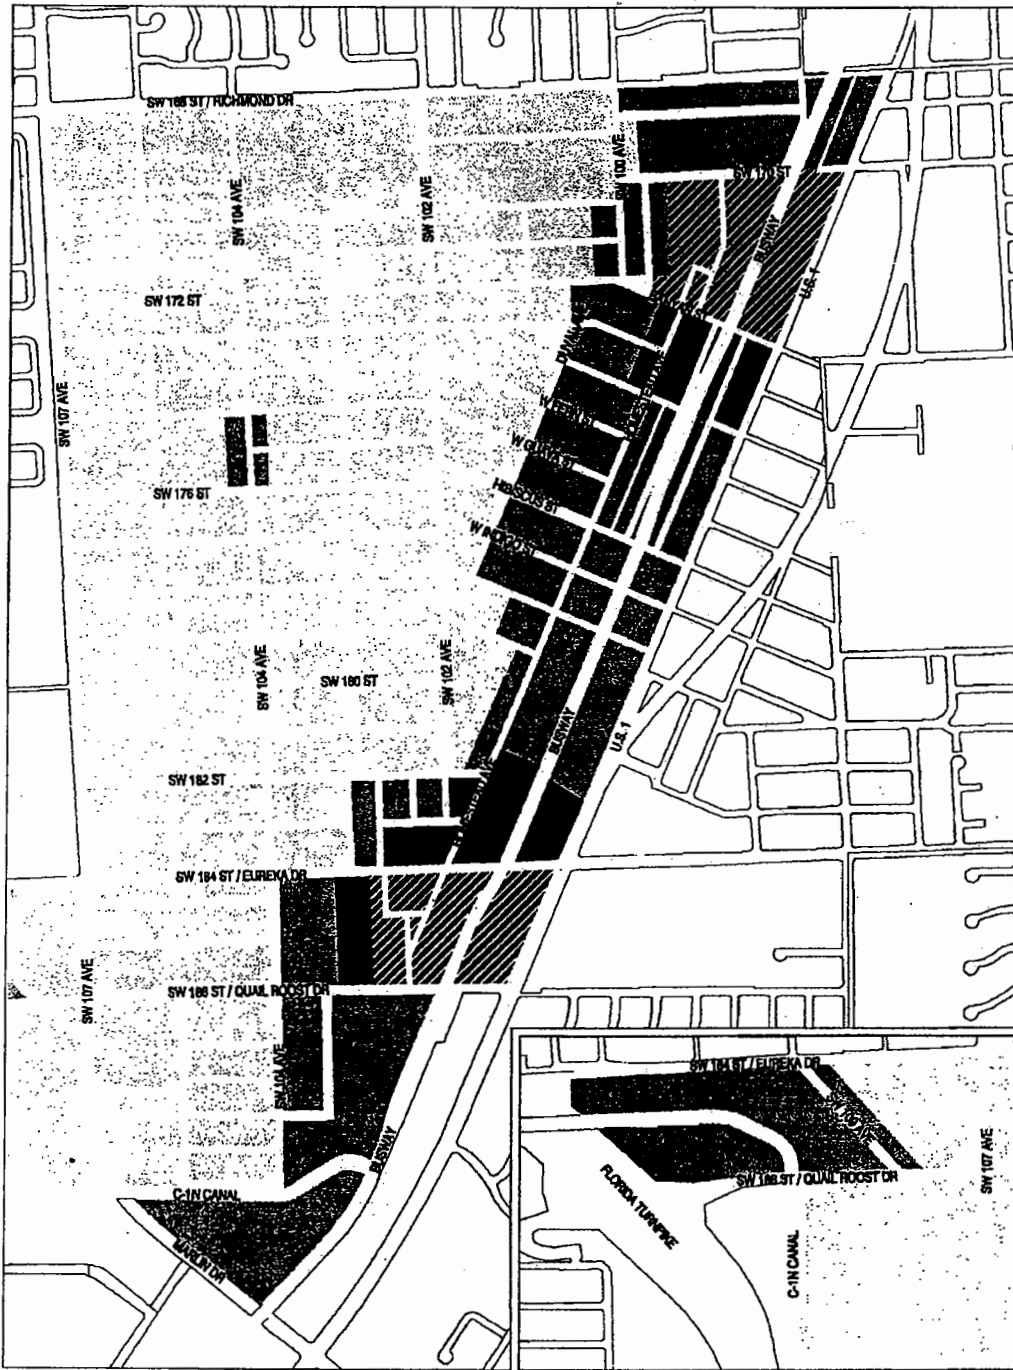 SW 168 ST / RICHMOND DR
SW 104 AVE
SW 102 AVE
SW 100 AVE
SW 170 ST
BUSWAY
U.S. 1
SW 172 ST
SW 107 AVE
SW 176 ST
W GUAVA ST
HIBISCUS ST
W INDIGO ST
SW 104 AVE
SW 180 ST
SW 102 AVE
BUSWAY
U.S. 1
SW 182 ST
SW 184 ST / EUREKA DR
SW 107 AVE
SW 186 ST / QUAIL ROOST DR
SW 104 AVE
BUSWAY
C-1N CANAL
MARLIN DR
SW 184 ST / EUREKA DR
SW 107 AVE
SW 186 ST / QUAIL ROOST DR
FLORIDA TURNPIKE
C-1N CANAL